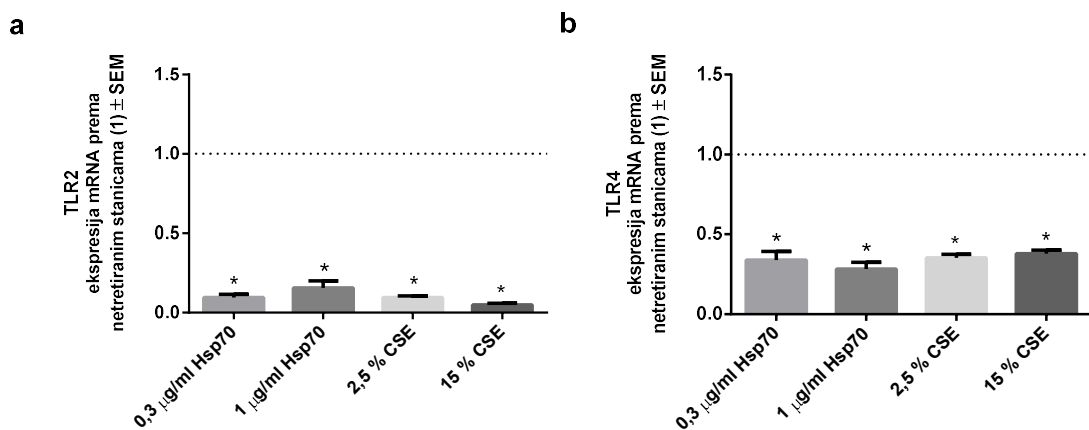 a
TLR2
ekspresija mRNA prema
netretiranim stanicama (1) ± SEM
1.5
1.0
0.5
0.0
*
*
*
*
0,3 µg/ml Hsp70
1 µg/ml Hsp70
2,5 % CSE
15 % CSE
b
TLR4
ekspresija mRNA prema
netretiranim stanicama (1) ± SEM
1.5
1.0
0.5
0.0
*
*
*
*
0,3 µg/ml Hsp70
1 µg/ml Hsp70
2,5 % CSE
15 % CSE